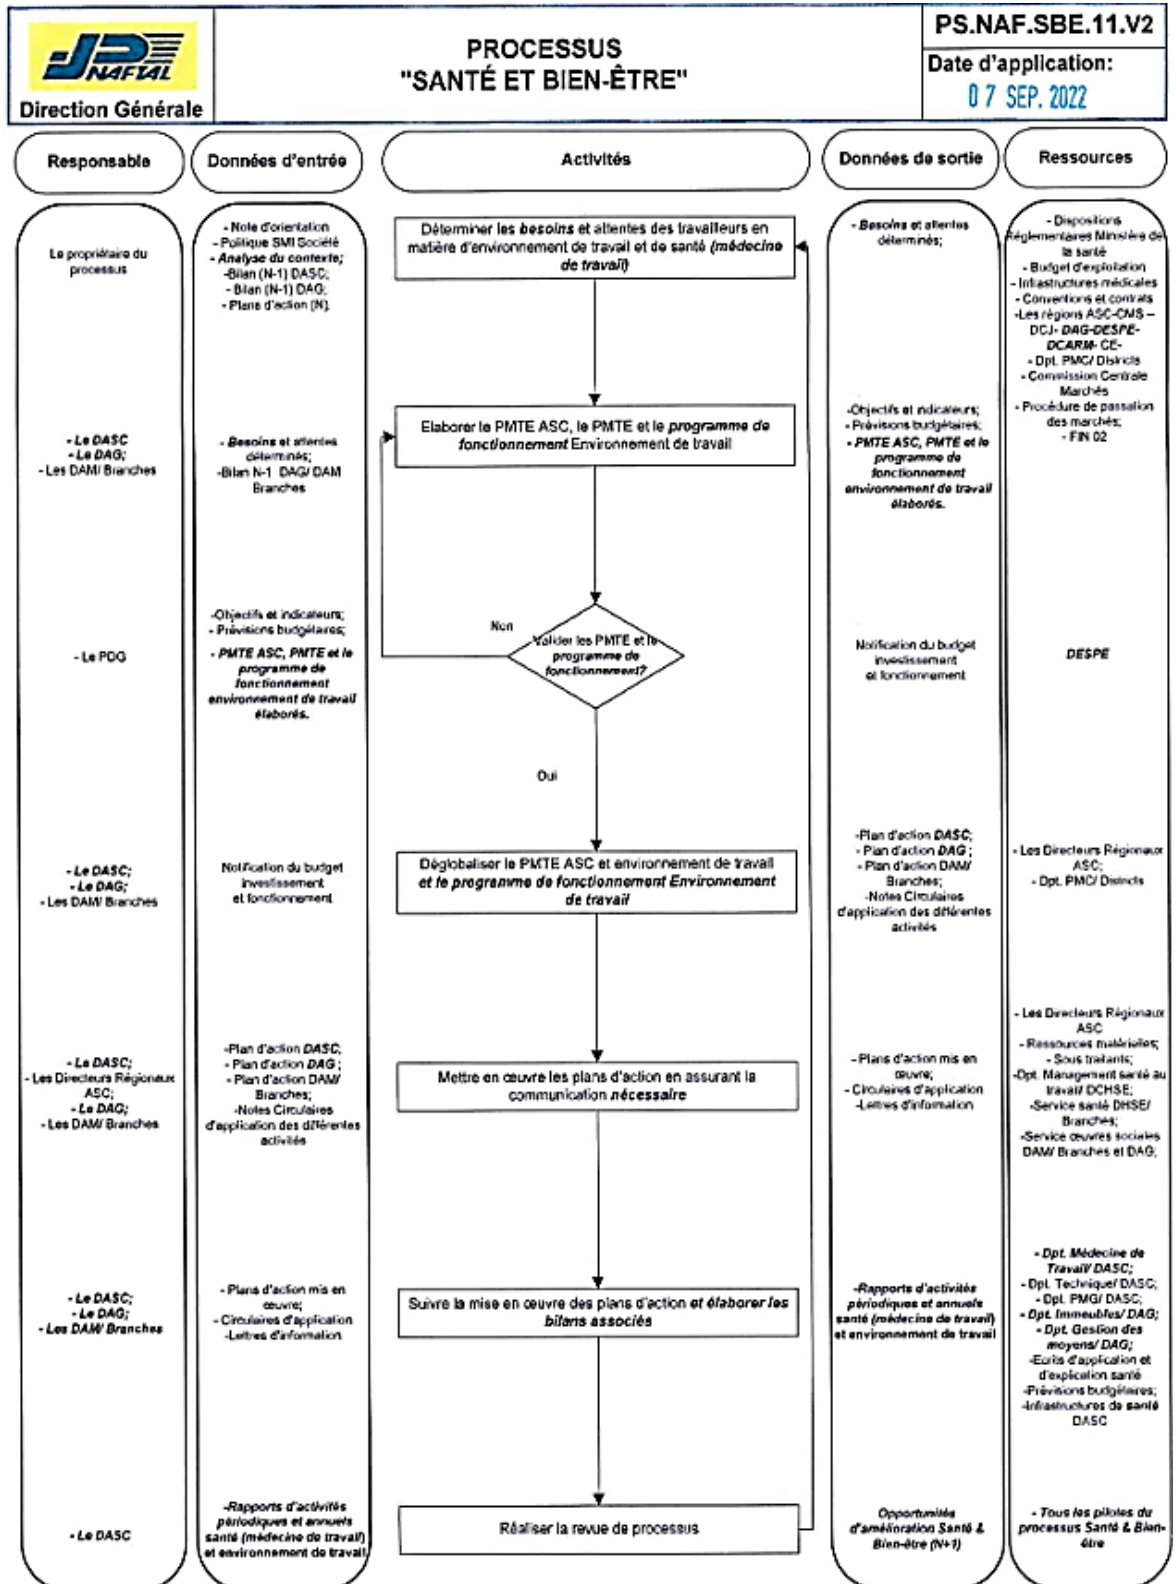 NAFTAL
Direction Générale
PROCESSUS
"SANTÉ ET BIEN-ÊTRE"
PS.NAF.SBE.11.V2
Date d'application:
07 SEP. 2022
Responsable
Données d'entrée
Activités
Données de sortie
Ressources
Le propriétaire du
processus
- Note d'orientation
- Politique SMI Société
- Analyse du contexte;
-Bilan (N-1) DASC;
- Bilan (N-1) DAG;
- Plans d'action (N).
Déterminer les besoins et attentes des travailleurs en
matière d'environnement de travail et de santé (médecine
de travail)
- Besoins et attentes
déterminés;
- Dispositions
Réglementaires Ministère de
la santé
- Budget d'exploitation
- Infrastructures médicales
- Conventions et contrats
-Les régions ASC-CMS –
DCJ- DAG-DESPE-
DCARM- CE-
- Dpt. PMC/ Districts
- Commission Centrale
Marchés
- Procédure de passation
des marchés;
- FIN 02
- Le DASC
- Le DAG;
- Les DAM/ Branches
- Besoins et attentes
déterminés;
-Bilan N-1 DAG/ DAM
Branches
Elaborer le PMTE ASC, le PMTE et le programme de
fonctionnement Environnement de travail
-Objectifs et indicateurs;
- Prévisions budgétaires;
- PMTE ASC, PMTE et le
programme de
fonctionnement
environnement de travail
élaborés.
- Le PDG
-Objectifs et indicateurs;
- Prévisions budgétaires;
- PMTE ASC, PMTE et le
programme de
fonctionnement
environnement de travail
élaborés.
Non
Valider les PMTE et le
programme de
fonctionnement?
Oui
Notification du budget
investissement
et fonctionnement
DESPE
- Le DASC;
- Le DAG;
- Les DAM/ Branches
Notification du budget
investissement
et fonctionnement
Déglobaliser le PMTE ASC et environnement de travail
et le programme de fonctionnement Environnement
de travail
-Plan d'action DASC;
- Plan d'action DAG ;
- Plan d'action DAM/
Branches;
-Notes Circulaires
d'application des différentes
activités
- Les Directeurs Régionaux
ASC;
- Dpt. PMC/ Districts
- Le DASC;
- Les Directeurs Régionaux
ASC;
- Le DAG;
- Les DAM/ Branches
-Plan d'action DASC;
- Plan d'action DAG ;
- Plan d'action DAM/
Branches;
-Notes Circulaires
d'application des différentes
activités
Mettre en œuvre les plans d'action en assurant la
communication nécessaire
- Plans d'action mis en
œuvre;
- Circulaires d'application
-Lettres d'information
- Les Directeurs Régionaux
ASC
- Ressources matérielles;
- Sous traitants;
-Dpt. Management santé au
travail/ DCHSE;
-Service santé DHSE/
Branches;
-Service œuvres sociales
DAM/ Branches et DAG;
- Le DASC;
- Le DAG;
- Les DAM/ Branches
- Plans d'action mis en
œuvre;
- Circulaires d'application
-Lettres d'information
Suivre la mise en œuvre des plans d'action et élaborer les
bilans associés
-Rapports d'activités
périodiques et annuels
santé (médecine de travail)
et environnement de travail
- Dpt. Médecine de
Travail/ DASC;
- Dpt. Technique/ DASC;
- Dpt. PMG/ DASC;
- Dpt. Immeubles/ DAG;
- Dpt. Gestion des
moyens/ DAG;
-Ecrits d'application et
d'explication santé
-Prévisions budgétaires;
-Infrastructures de santé
DASC
- Le DASC
-Rapports d'activités
périodiques et annuels
santé (médecine de travail)
et environnement de travail
Réaliser la revue de processus
Opportunités
d'amélioration Santé &
Bien-être (N+1)
- Tous les pilotes du
processus Santé & Bien-
être